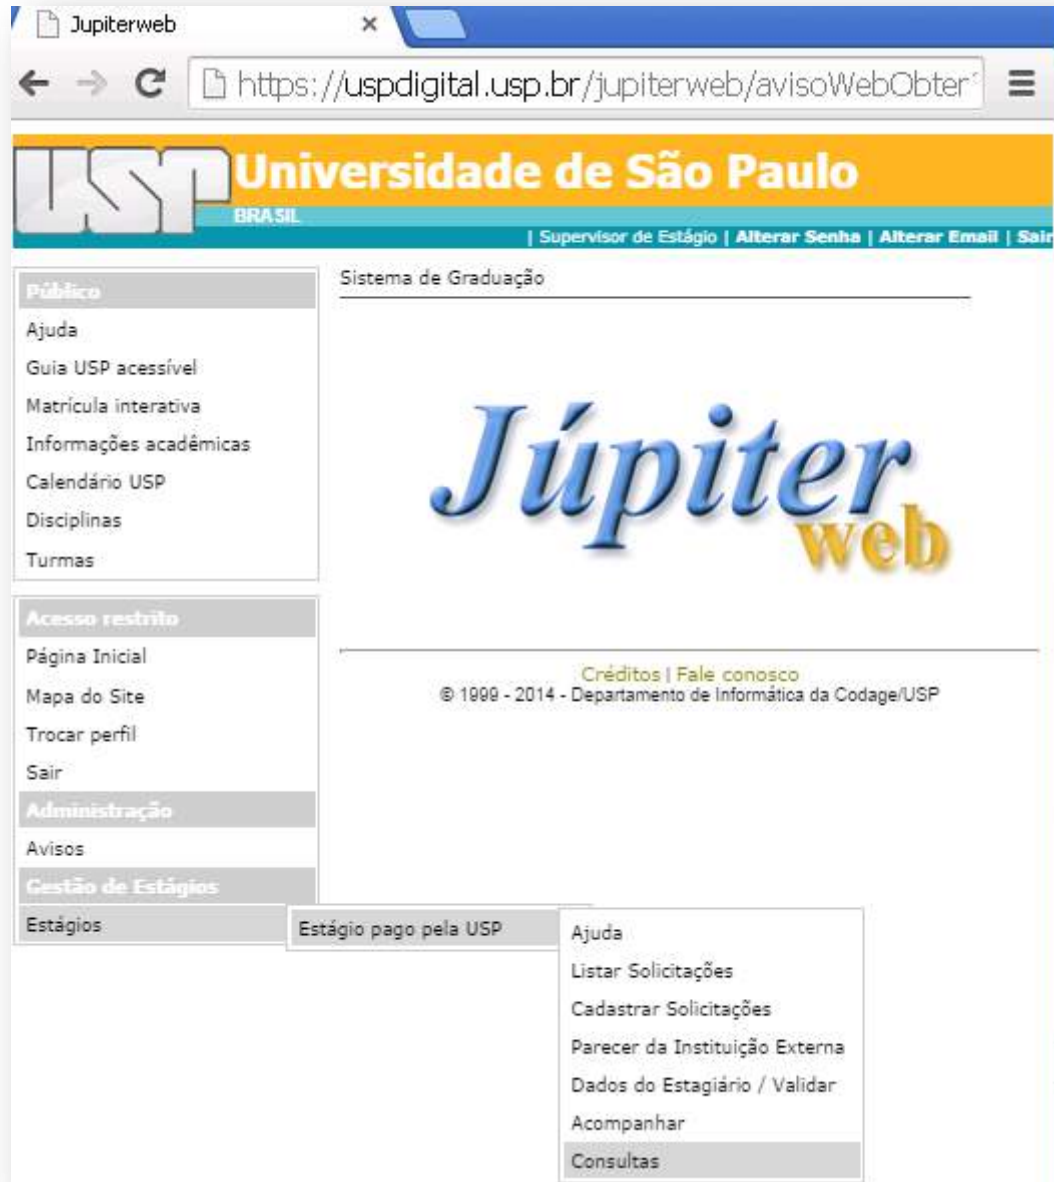 Jupiterweb
https://uspdigital.usp.br/jupiterweb/avisoWebObter
USP
Universidade de São Paulo
BRASIL
| Supervisor de Estágio | Alterar Senha | Alterar Email | Sair
Público
Ajuda
Guia USP acessível
Matrícula interativa
Informações acadêmicas
Calendário USP
Disciplinas
Turmas
Sistema de Graduação
Júpiter
web
Créditos | Fale conosco
© 1999 - 2014 - Departamento de Informática da Codage/USP
Acesso restrito
Página Inicial
Mapa do Site
Trocar perfil
Sair
Administração
Avisos
Gestão de Estágios
Estágios
Estágio pago pela USP
Ajuda
Listar Solicitações
Cadastrar Solicitações
Parecer da Instituição Externa
Dados do Estagiário / Validar
Acompanhar
Consultas